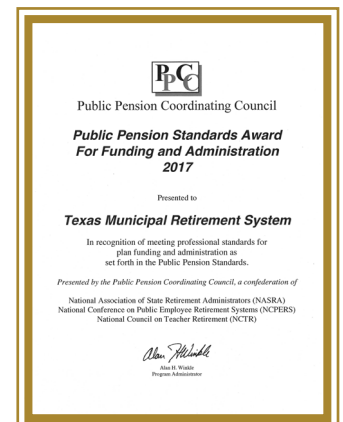 PPCC
Public Pension Coordinating Council
Public Pension Standards Award
For Funding and Administration
2017
Presented to
Texas Municipal Retirement System
In recognition of meeting professional standards for
plan funding and administration as
set forth in the Public Pension Standards.
Presented by the Public Pension Coordinating Council, a confederation of
National Association of State Retirement Administrators (NASRA)
National Conference on Public Employee Retirement Systems (NCPERS)
National Council on Teacher Retirement (NCTR)
Alan H. Winkle
Alan H. Winkle
Program Administrator